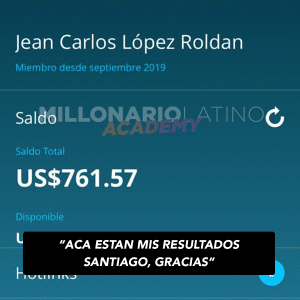 Jean Carlos López Roldan
Miembro desde septiembre 2019
MILLONARIO LATINO
ACADEMY
Saldo
Saldo Total
US$761.57
Disponible
“ACA ESTAN MIS RESULTADOS
SANTIAGO, GRACIAS”
Hotlinks